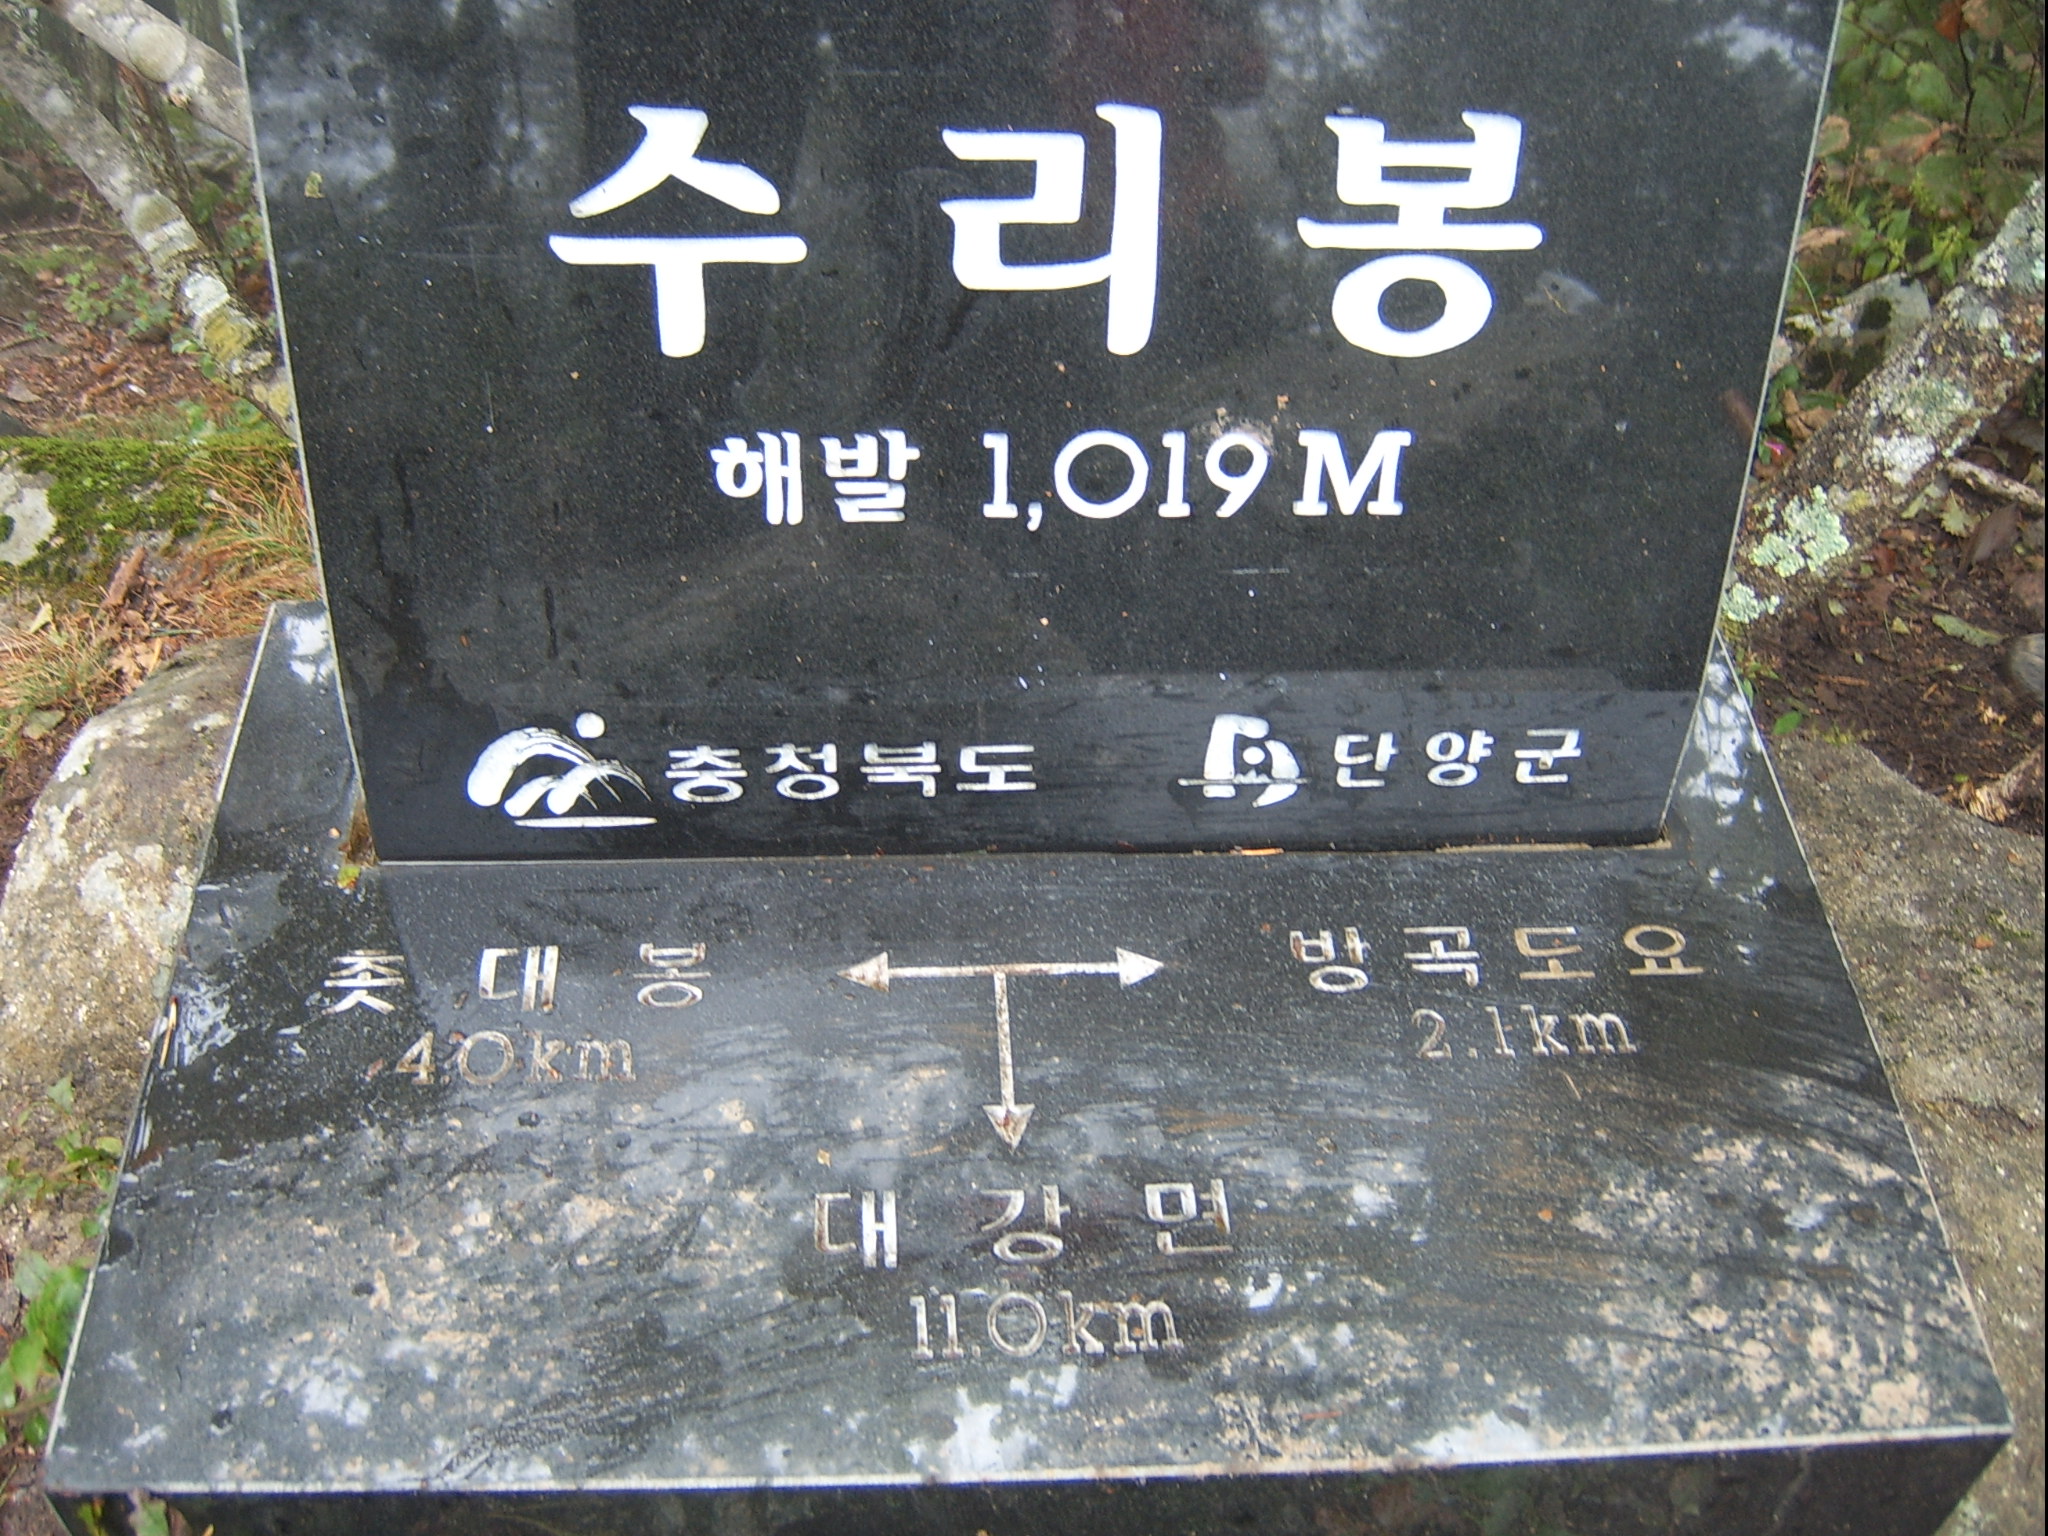 수리봉
해발 1,019M
충청북도 단양군
좃대봉 방곡도요
4.0km 2.1km
대강면
11.0km